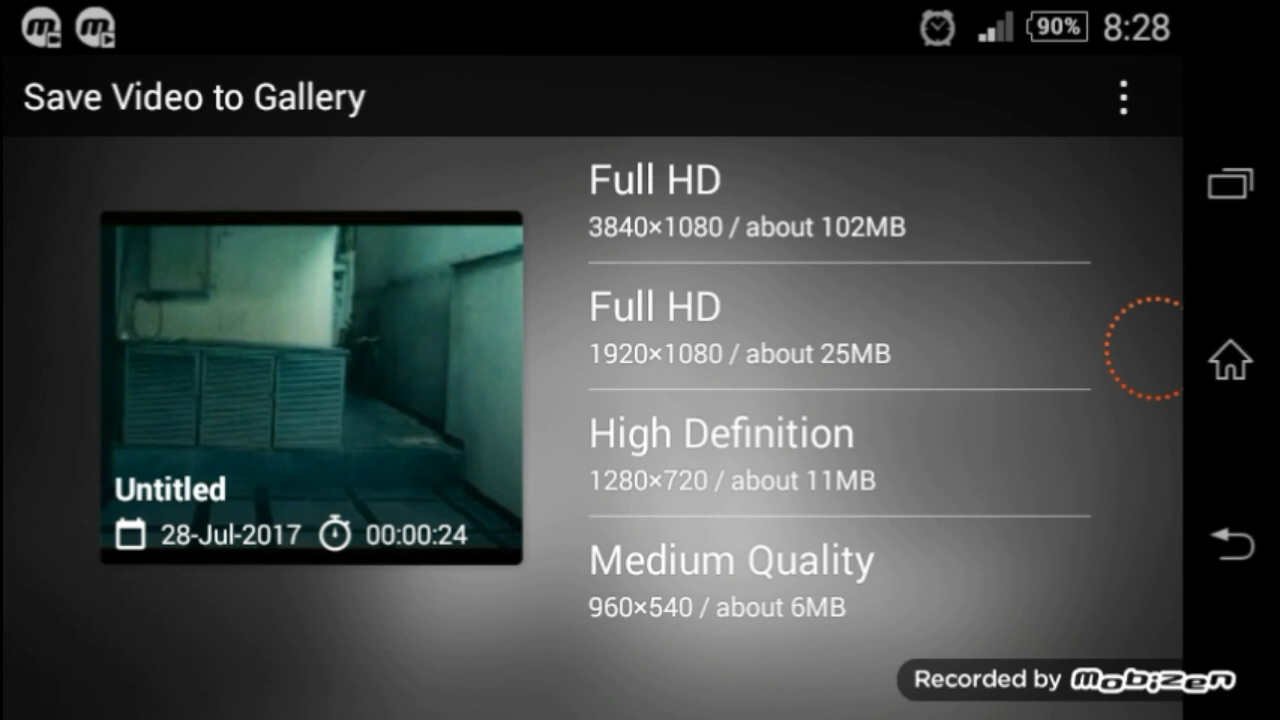 90% 8:28
Save Video to Gallery
Full HD
3840×1080 / about 102MB
Full HD
1920×1080 / about 25MB
High Definition
1280×720 / about 11MB
Medium Quality
960×540 / about 6MB
Untitled
28-Jul-2017 00:00:24
Recorded by mobizen